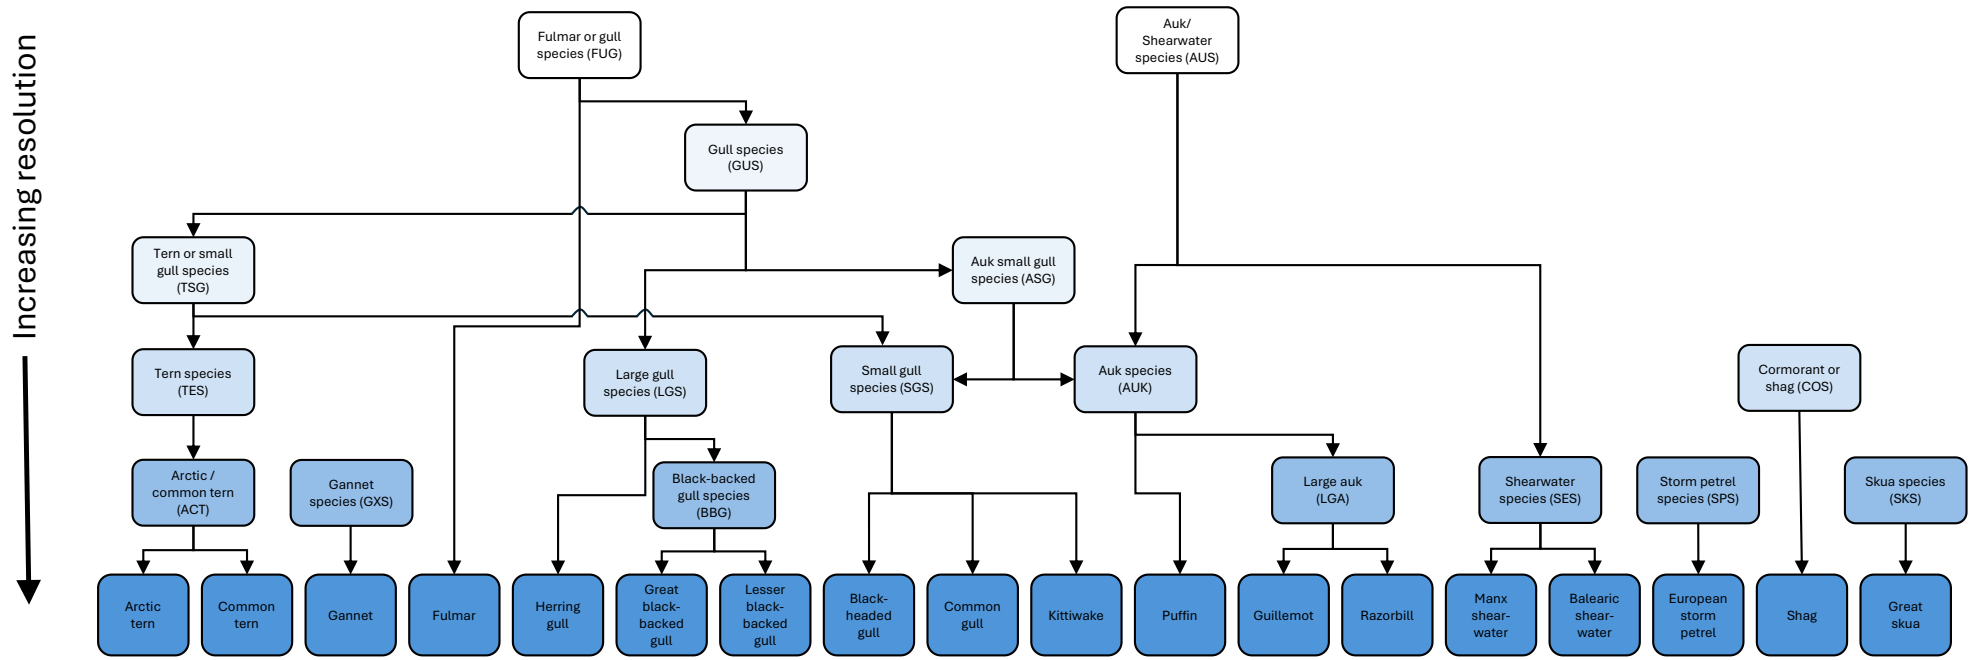 Increasing resolution
Fulmar or gull
species (FUG)
Auk/
Shearwater
species (AUS)
Gull species
(GUS)
Tern or small
gull species
(TSG)
Auk small gull
species (ASG)
Tern species
(TES)
Large gull
species (LGS)
Small gull
species (SGS)
Auk species
(AUK)
Cormorant or
shag (COS)
Arctic /
common tern
(ACT)
Gannet
species (GXS)
Black-backed
gull species
(BBG)
Large auk
(LGA)
Shearwater
species (SES)
Storm petrel
species (SPS)
Skua species
(SKS)
Arctic
tern
Common
tern
Gannet
Fulmar
Herring
gull
Great
black-
backed
gull
Lesser
black-
backed
gull
Black-
headed
gull
Common
gull
Kittiwake
Puffin
Guillemot
Razorbill
Manx
shear-
water
Balearic
shear-
water
European
storm
petrel
Shag
Great
skua